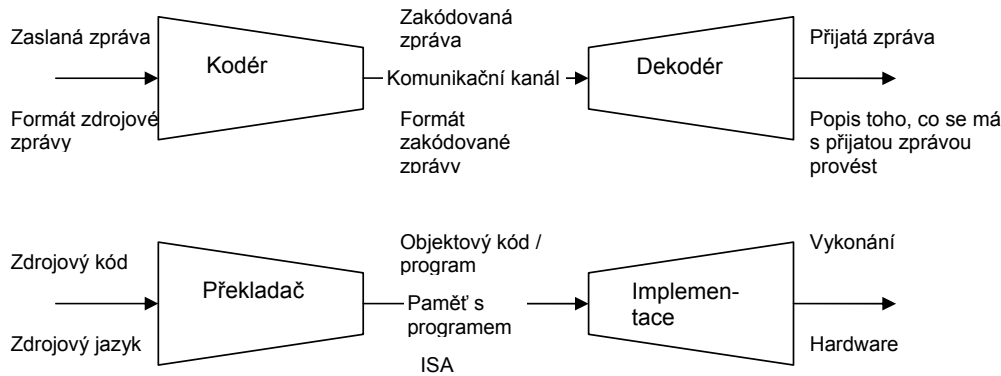 Zaslaná zpráva
Formát zdrojové
zprávy
Kodér
Zakódovaná
zpráva
Komunikační kanál
Formát
zakódované
zprávy
Dekodér
Přijatá zpráva
Popis toho, co se má
s přijatou zprávou
provést
Zdrojový kód
Zdrojový jazyk
Překladač
Objektový kód /
program
Paměť s
programem
ISA
Implemen-
tace
Vykonání
Hardware